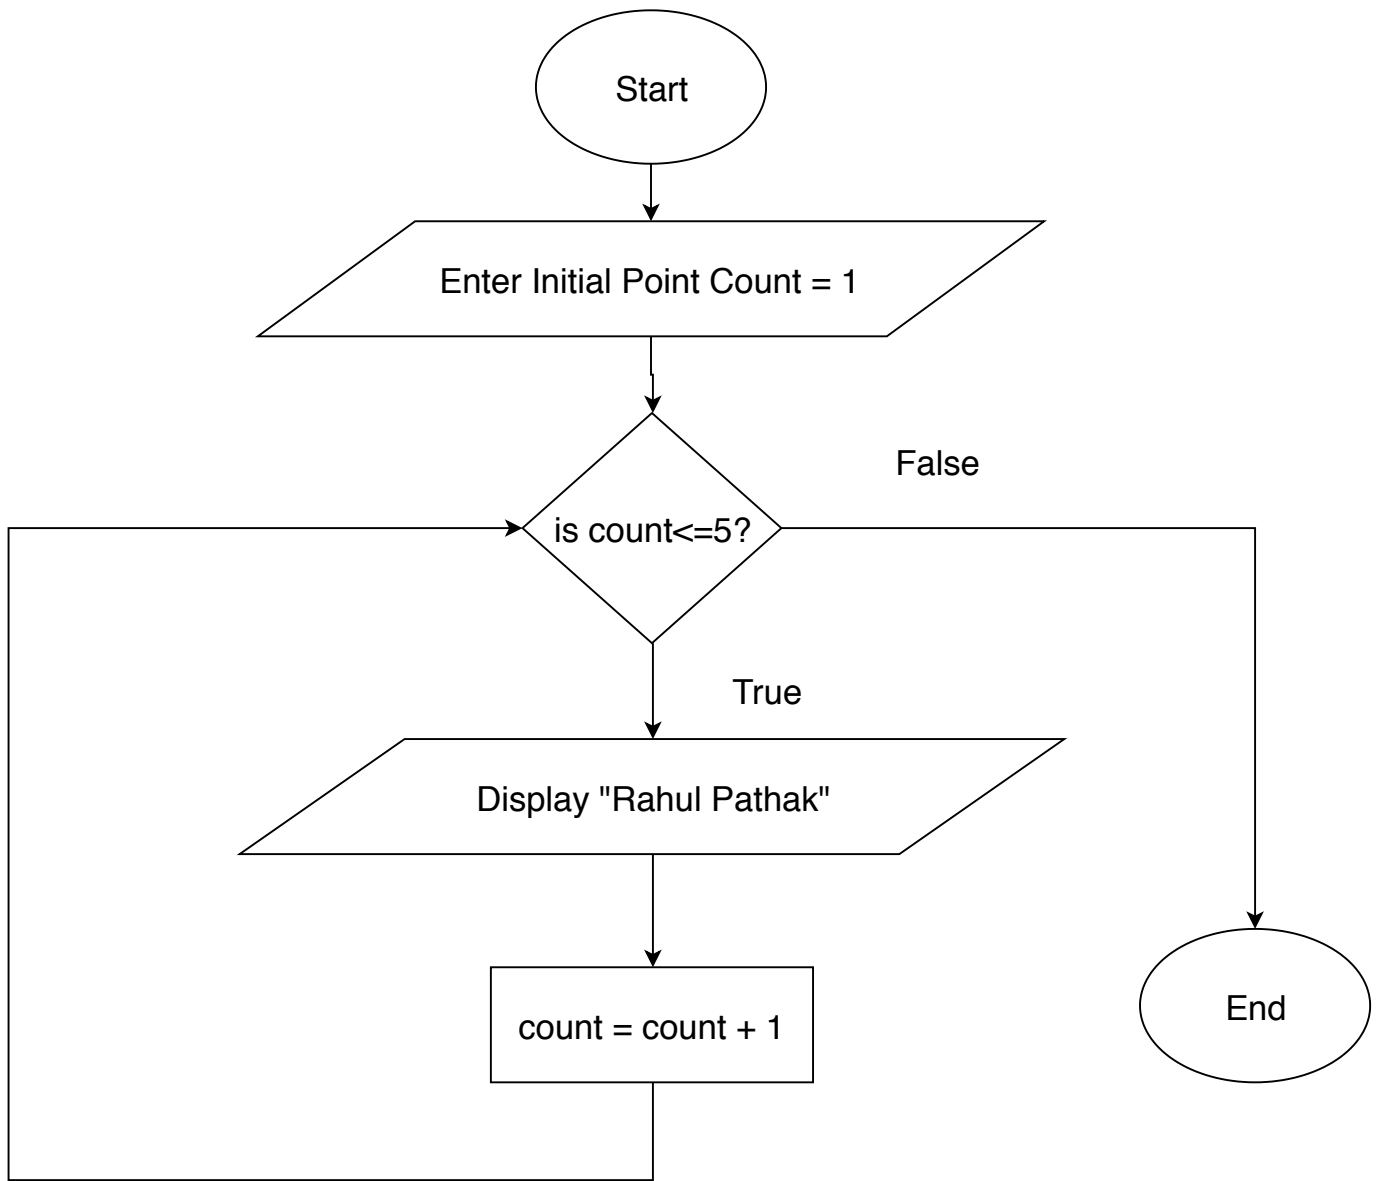 Start
Enter Initial Point Count = 1
False
is count<=5?
True
Display "Rahul Pathak"
count = count + 1
End